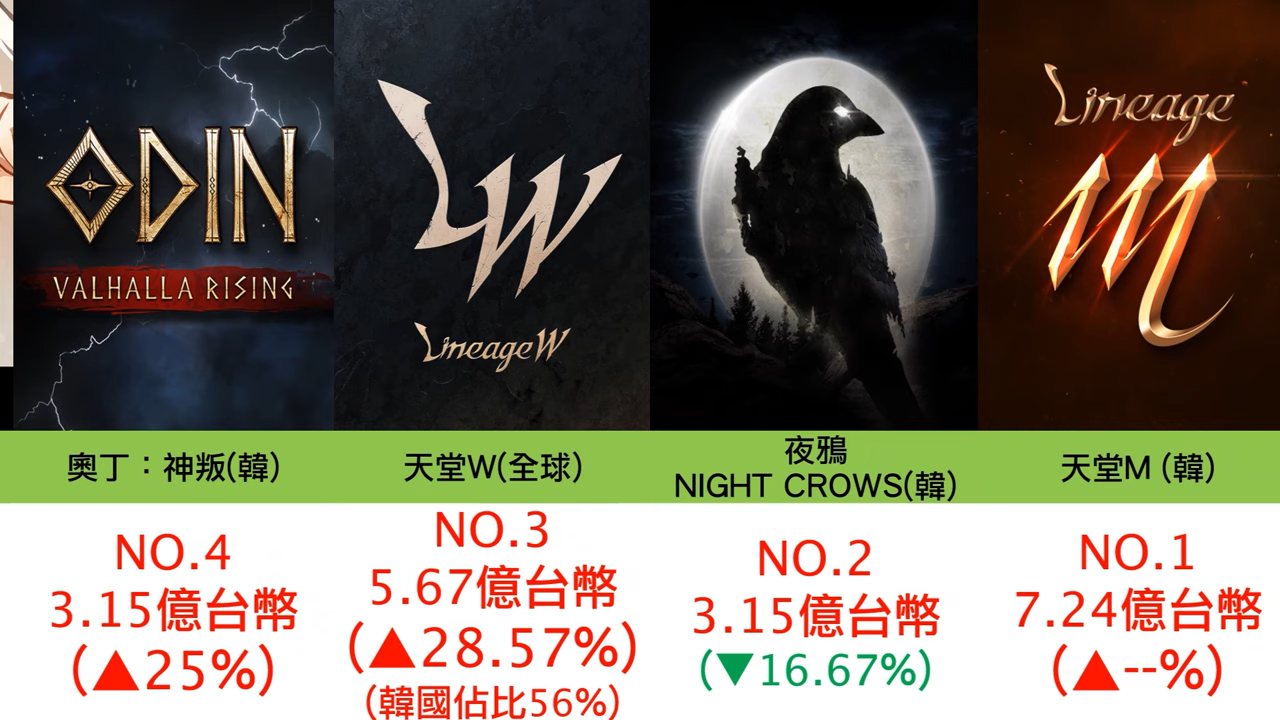 ODIN
VALHALLA RISING
奧丁：神叛(韓)
NO.4
3.15億台幣
(▲25%)
LW
Lineage W
天堂W(全球)
NO.3
5.67億台幣
(▲28.57%)
(韓國佔比56%)
夜鴉
NIGHT CROWS(韓)
NO.2
3.15億台幣
(▼16.67%)
Lineage
M
天堂M (韓)
NO.1
7.24億台幣
(▲--%)